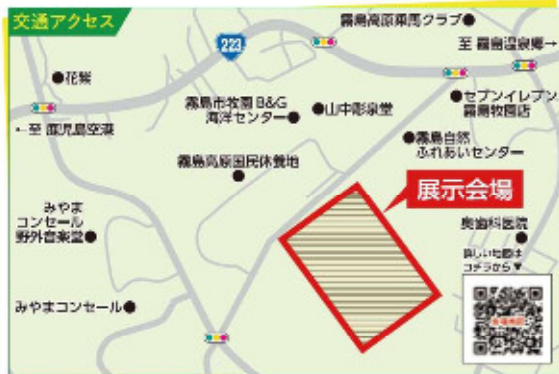 交通アクセス
霧島高原乗馬クラブ
至 霧島温泉郷→
223
花紫
←至 鹿児島空港
霧島市牧園B&G
海洋センター
山中彫泉堂
セブンイレブン
霧島牧園店
霧島自然
ふれあいセンター
霧島高原国民休養地
展示会場
みやま
コンセール
野外音楽堂
奥歯科医院
詳しい地図は
コチラから▼
みやまコンセール